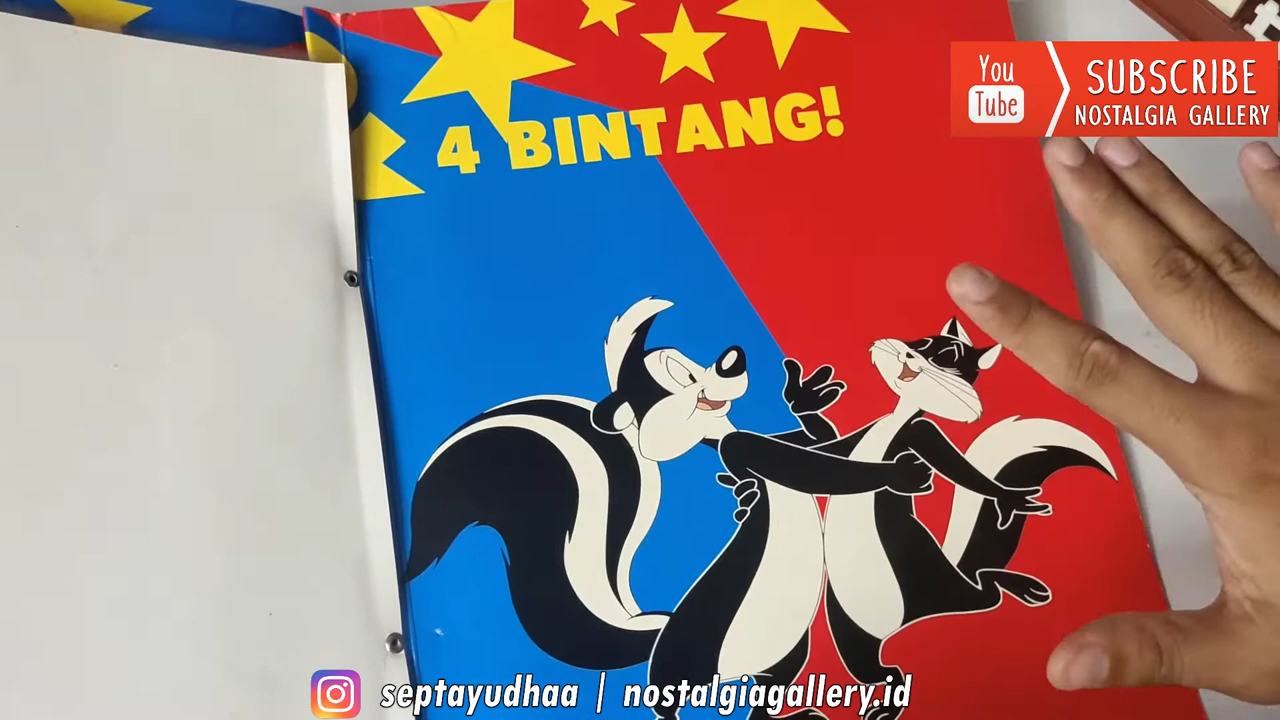 4 BINTANG!
You
Tube
SUBSCRIBE
NOSTALGIA GALLERY
septayudhaa | nostalgiagallery.id